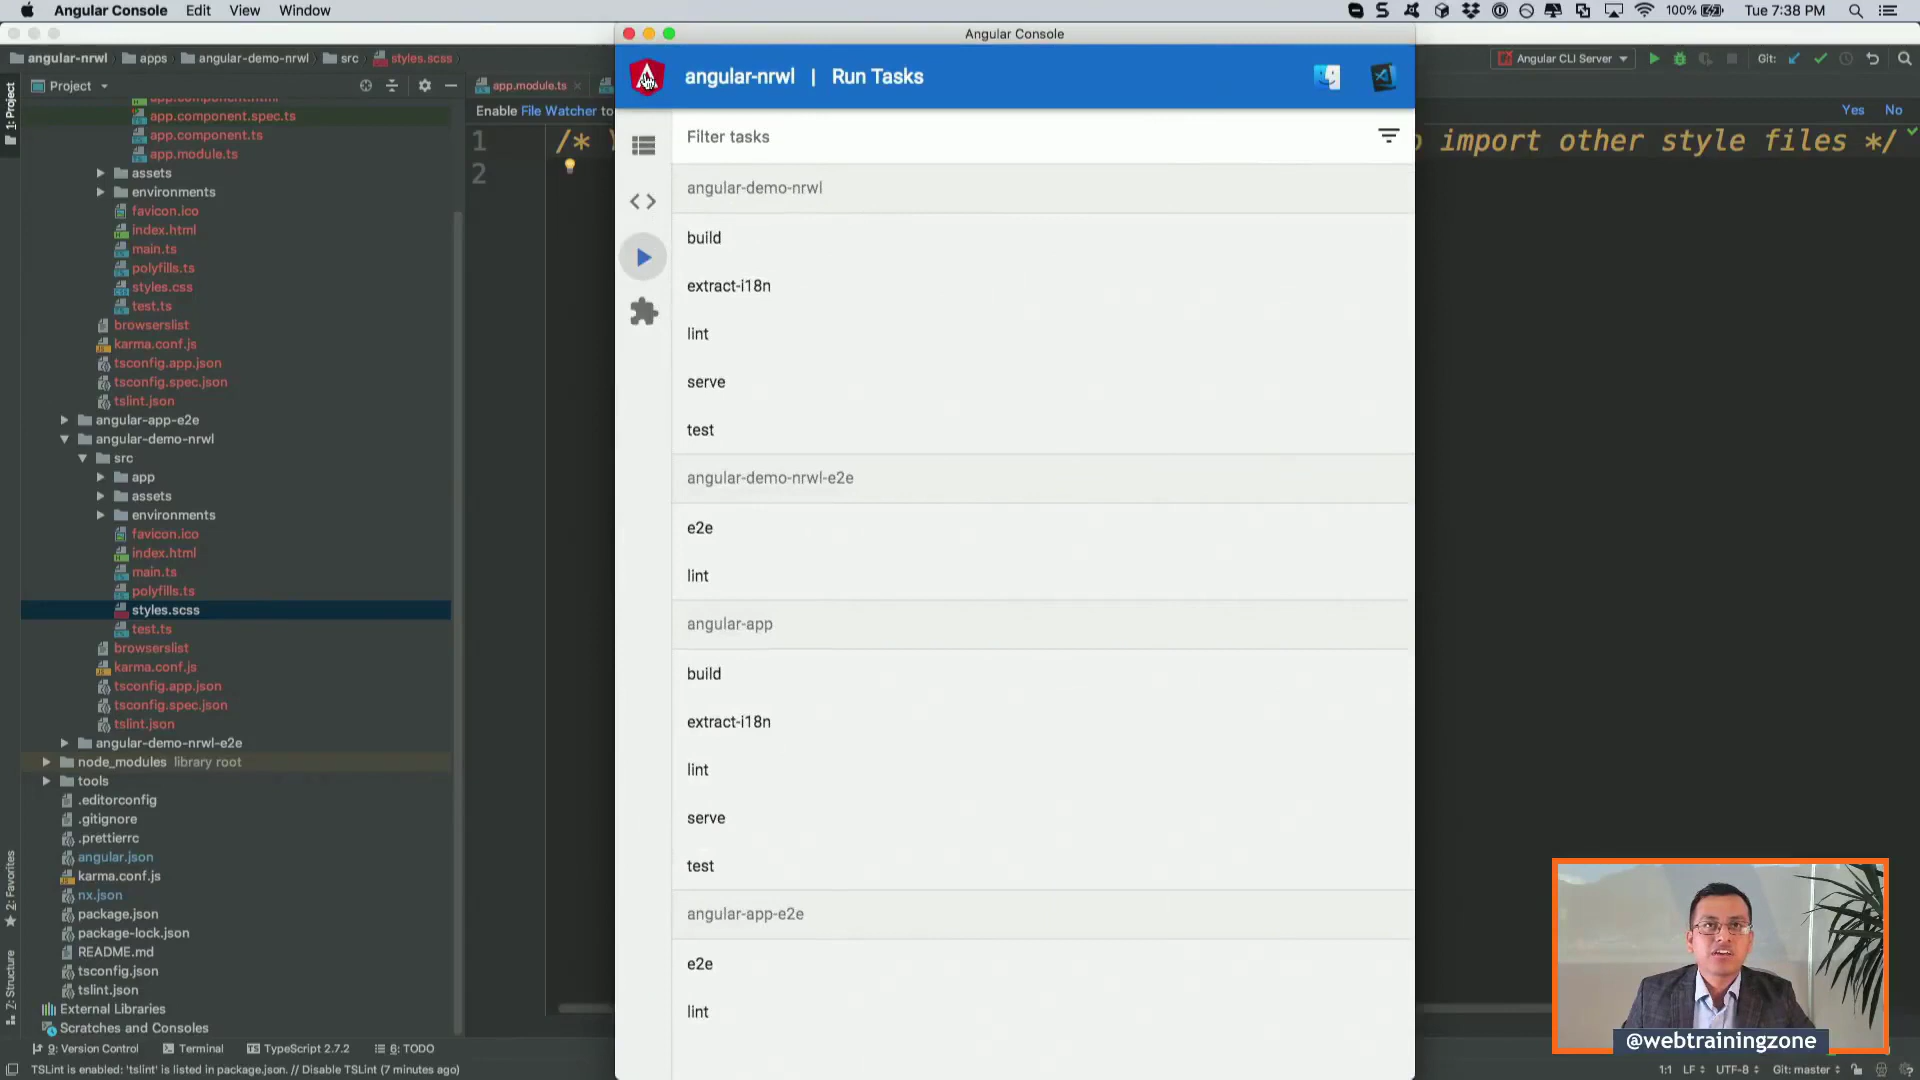 Angular Console Edit View Window
100% Tue 7:38 PM
Angular Console
angular-nrwl apps angular-demo-nrwl src styles.scss
Angular CLI Server Git:
angular-nrwl | Run Tasks
1: Project
Project
app.module.ts
Enable File Watcher to
Yes No
1 /*
o import other style files */
2
app.component.html
app.component.spec.ts
app.component.ts
app.module.ts
assets
environments
favicon.ico
index.html
main.ts
polyfills.ts
styles.css
test.ts
browserslist
karma.conf.js
tsconfig.app.json
tsconfig.spec.json
tslint.json
angular-app-e2e
angular-demo-nrwl
src
app
assets
environments
favicon.ico
index.html
main.ts
polyfills.ts
styles.scss
test.ts
browserslist
karma.conf.js
tsconfig.app.json
tsconfig.spec.json
tslint.json
angular-demo-nrwl-e2e
node_modules library root
tools
.editorconfig
.gitignore
.prettierrc
angular.json
karma.conf.js
nx.json
package.json
package-lock.json
README.md
tsconfig.json
tslint.json
External Libraries
Scratches and Consoles
2: Favorites
Z: Structure
Filter tasks
angular-demo-nrwl
build
extract-i18n
lint
serve
test
angular-demo-nrwl-e2e
e2e
lint
angular-app
build
extract-i18n
lint
serve
test
angular-app-e2e
e2e
lint
@webtrainingzone
9: Version Control Terminal TypeScript 2.7.2 6: TODO
TSLint is enabled: 'tslint' is listed in package.json. // Disable TSLint (7 minutes ago)
1:1 LF UTF-8 Git: master